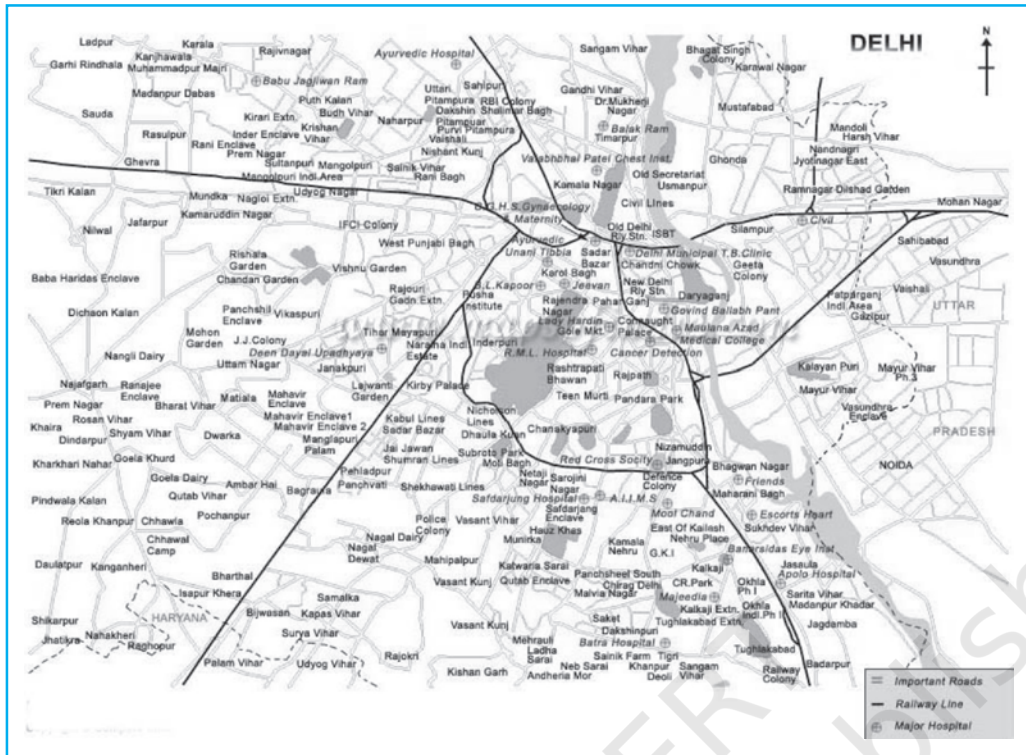 DELHI
N
Ladpur
Karala
Rajivnagar
Ayurvedic Hospital
Sangam Vihar
Bhagat Singh
Colony
Karawal Nagar
Garhi Rindhala
Kanjhawala
Muhammadpur Majri
Babu Jagjiwan Ram
Madanpur Dabas
Sauda
Puth Kalan
Kirari Extn.
Budh Vihar
Rasulpur
Inder Enclave
Krishan
Vihar
Rani Enclave
Prem Nagar
Ghevra
Sultanpuri
Mangolpuri
Mangolpuri Indl.Area
Uttari
Pitampura
Sahipur
RBI Colony
Dakshin
Shalimar Bagh
Pitampuar
Naharpur
Purvi Pitampura
Vaishali
Nishant Kunj
Sainik Vihar
Rani Bagh
Gandhi Vihar
Dr.Mukherji
Nagar
Balak Ram
Timarpur
Mustafabad
Mandoli
Harsh Vihar
Nandnagri
Jyotinagar East
Valabhbhai Patel Chest Inst.
Ghonda
Old Secretariat
Usmanpur
Kamala Nagar
Civil Lines
Ramnagar
Dilshad Garden
Mohan Nagar
Tikri Kalan
Mundka
Nagloi Extn.
Udyog Nagar
Kamaruddin Nagar
Jafarpur
Nilwal
IFCI-Colony
West Punjabi Bagh
C.G.H.S.Gynaecology
& Maternity
Old Delhi
Rly Stn.
ISBT
Silampur
Civil
Sahibabad
Vasundhra
Rishala
Garden
Chandan Garden
Vishnu Garden
Baba Haridas Enclave
Ayurvedic
Unani Tibbia
Sadar
Bazar
Delhi Municipal T.B.Clinic
Chandni Chowk
Geeta
Colony
Karol Bagh
New Delhi
Rly Stn.
B.L.Kapoor
Jeevan
Rajouri
Gadn Extn.
Pusha
Institute
Rajendra
Nagar
Pahar Ganj
Daryaganj
Patparganj
Indl Area
Gazipur
Vaishali
UTTAR
Dichaon Kalan
Panchshil
Enclave
Vikaspuri
Mohon
Garden
J.J.Colony
Tihar
Mayapuri
Naraina Indl
Estate
Inderpuri
Lady Hardin
Gole Mkt.
Connaught
Palace
Govind Ballabh Pant
Maulana Azad
Medical College
Nangli Dairy
Deen Dayal Upadhyaya
Uttam Nagar
Janakpuri
R.M.L. Hospital
Cancer Detection
Kalayan Puri
Mayur Vihar
Ph.3
Mayur Vihar
Najafgarh
Ranajee
Enclave
Matiala
Mahavir
Enclave
Lajwanti
Garden
Kirby Palace
Rashtrapati
Bhawan
Rajpath
Teen Murti
Pandara Park
Vasundhra
Enclave
PRADESH
Prem Nagar
Bharat Vihar
Rosan Vihar
Mahavir Enclave1
Mahavir Enclave 2
Khaira
Dindarpur
Shyam Vihar
Dwarka
Manglapuri
Palam
Kabul Lines
Sadar Bazar
Nicholson
Lines
Dhaula Kuan
Chanakyapuri
Goela Khurd
Jai Jawan
Shumran Lines
Subroto Park
Moti Bagh
Nizamuddin
Jangpura
Red Cross Socity
NOIDA
Kharkhari Nahar
Goela Dairy
Ambar Hai
Pehladpur
Panchvati
Netaji
Nagar
Sarojini
Nagar
Defence
Colony
Bhagwan Nagar
Friends
Maharani Bagh
Pindwala Kalan
Qutab Vihar
Bagraula
Shekhawati Lines
Safdarjung Hospital
A.I.I.M.S
Safdarjang
Enclave
Mool Chand
Escorts Heart
Reola Khanpur
Chhawla
Pochanpur
Police
Colony
Vasant Vihar
Hauz Khas
East Of Kailash
Nehru Place
Sukhdev Vihar
Chhawal
Camp
Nagal Dairy
Nagal
Dewat
Munirka
Kamala
Nehru
G.K.I
Banarsidas Eye Inst
Daulatpur
Kanganheri
Mahipalpur
Katwaria Sarai
Qutab Enclave
Kalkaji
Jasaula
Apolo Hospital
Bharthal
Vasant Kunj
Panchsheel South
Chirag Delhi
CR.Park
Okhla
Ph I
Isapur Khera
Samalka
Malvia Nagar
Majeedia
Sarita Vihar
Madanpur Khadar
HARYANA
Bijwasan
Kapas Vihar
Kalkaji Extn.
Okhla
Indl.Ph I
Shikarpur
Vasant Kunj
Saket
Tughlakabad Extn.
Jagdamba
Jhatikra
Nahakheri
Raghopur
Surya Vihar
Mehrauli
Ladha
Sarai
Dakshinpuri
Batra Hospital
Tughlakabad
Palam Vihar
Udyog Vihar
Rajokri
Kishan Garh
Sainik Farm
Tigri
Neb Sarai
Khanpur
Andheria Mor
Deoli
Sangam
Vihar
Railway
Colony
Badarpur
Important Roads
Railway Line
Major Hospital